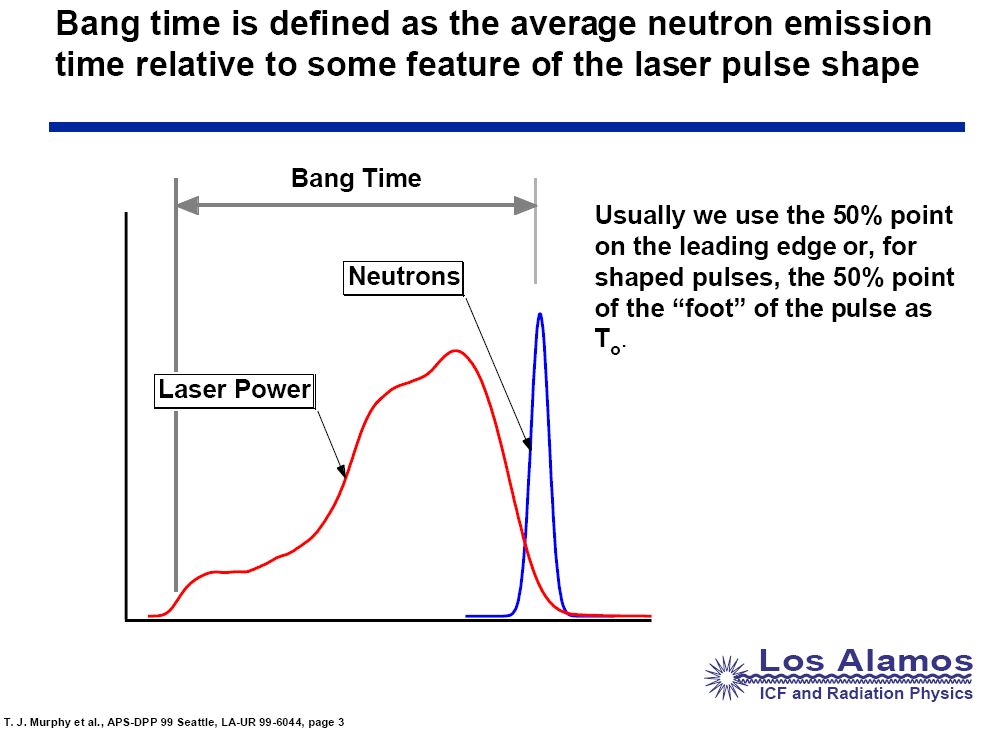 Bang time is defined as the average neutron emission
time relative to some feature of the laser pulse shape
Bang Time
Usually we use the 50% point
on the leading edge or, for
shaped pulses, the 50% point
of the “foot” of the pulse as
To.
Neutrons
Laser Power
Los Alamos
ICF and Radiation Physics
T. J. Murphy et al., APS-DPP 99 Seattle, LA-UR 99-6044, page 3